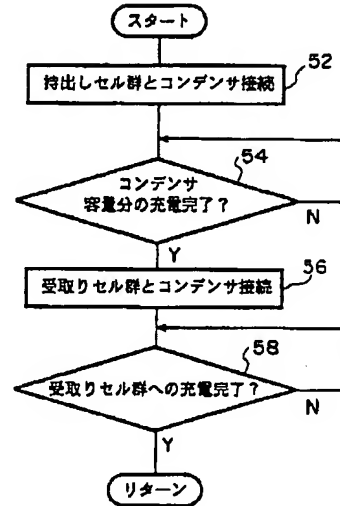 スタート
持出しセル群とコンデンサ接続
52
54
コンデンサ
容量分の充電完了?
N
Y
56
受取りセル群とコンデンサ接続
58
受取りセル群への充電完了?
N
Y
リターン